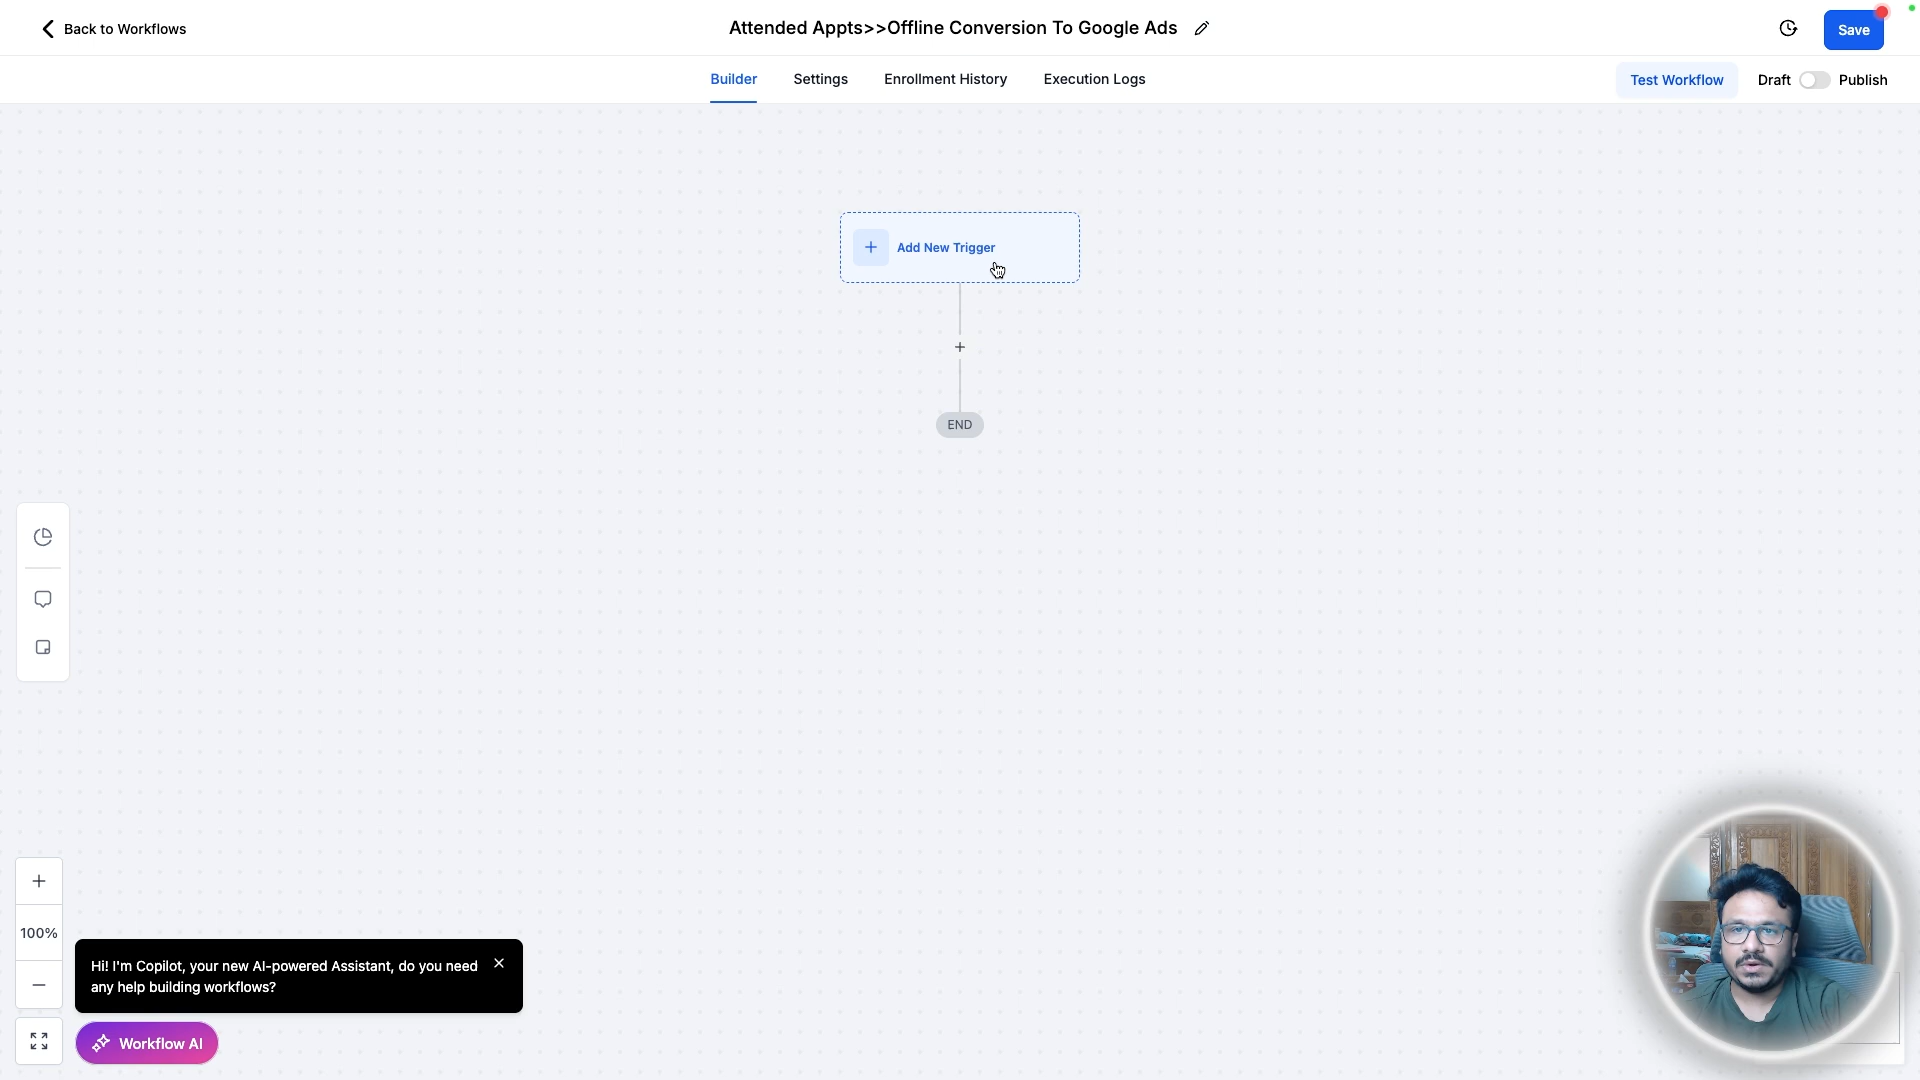 Back to Workflows
Attended Appts>>Offline Conversion To Google Ads
Save
Builder
Settings
Enrollment History
Execution Logs
Test Workflow
Draft
Publish
Add New Trigger
END
100%
Hi! I'm Copilot, your new AI-powered Assistant, do you need
any help building workflows?
Workflow AI